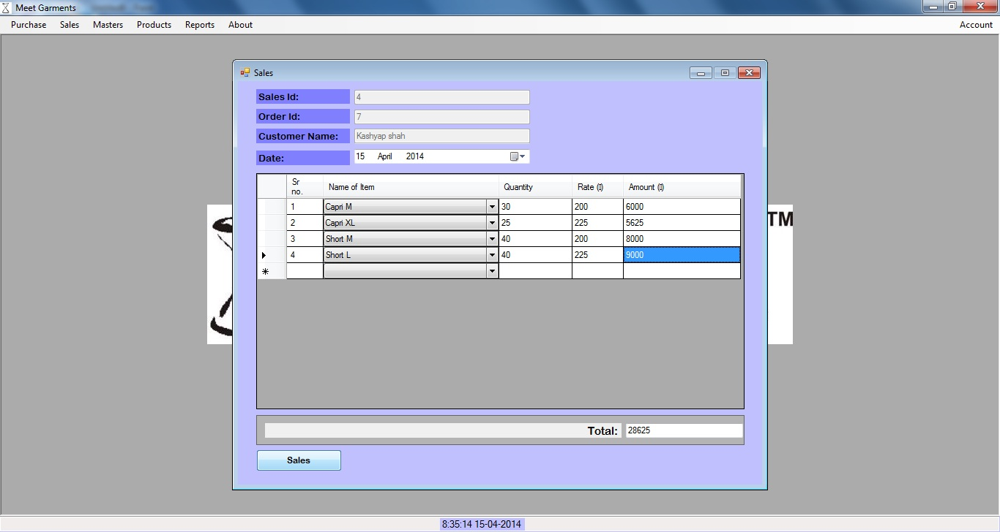 Meet Garments
Purchase Sales Masters Products Reports About Account
Sales
Sales Id: 4
Order Id: 7
Customer Name: Kashyap shah
Date: 15 April 2014
Sr no. Name of Item Quantity Rate (▯) Amount (▯)
1 Capri M 30 200 6000
2 Capri XL 25 225 5625
3 Short M 40 200 8000
4 Short L 40 225 9000
TM
Total: 28625
Sales
8:35:14 15-04-2014